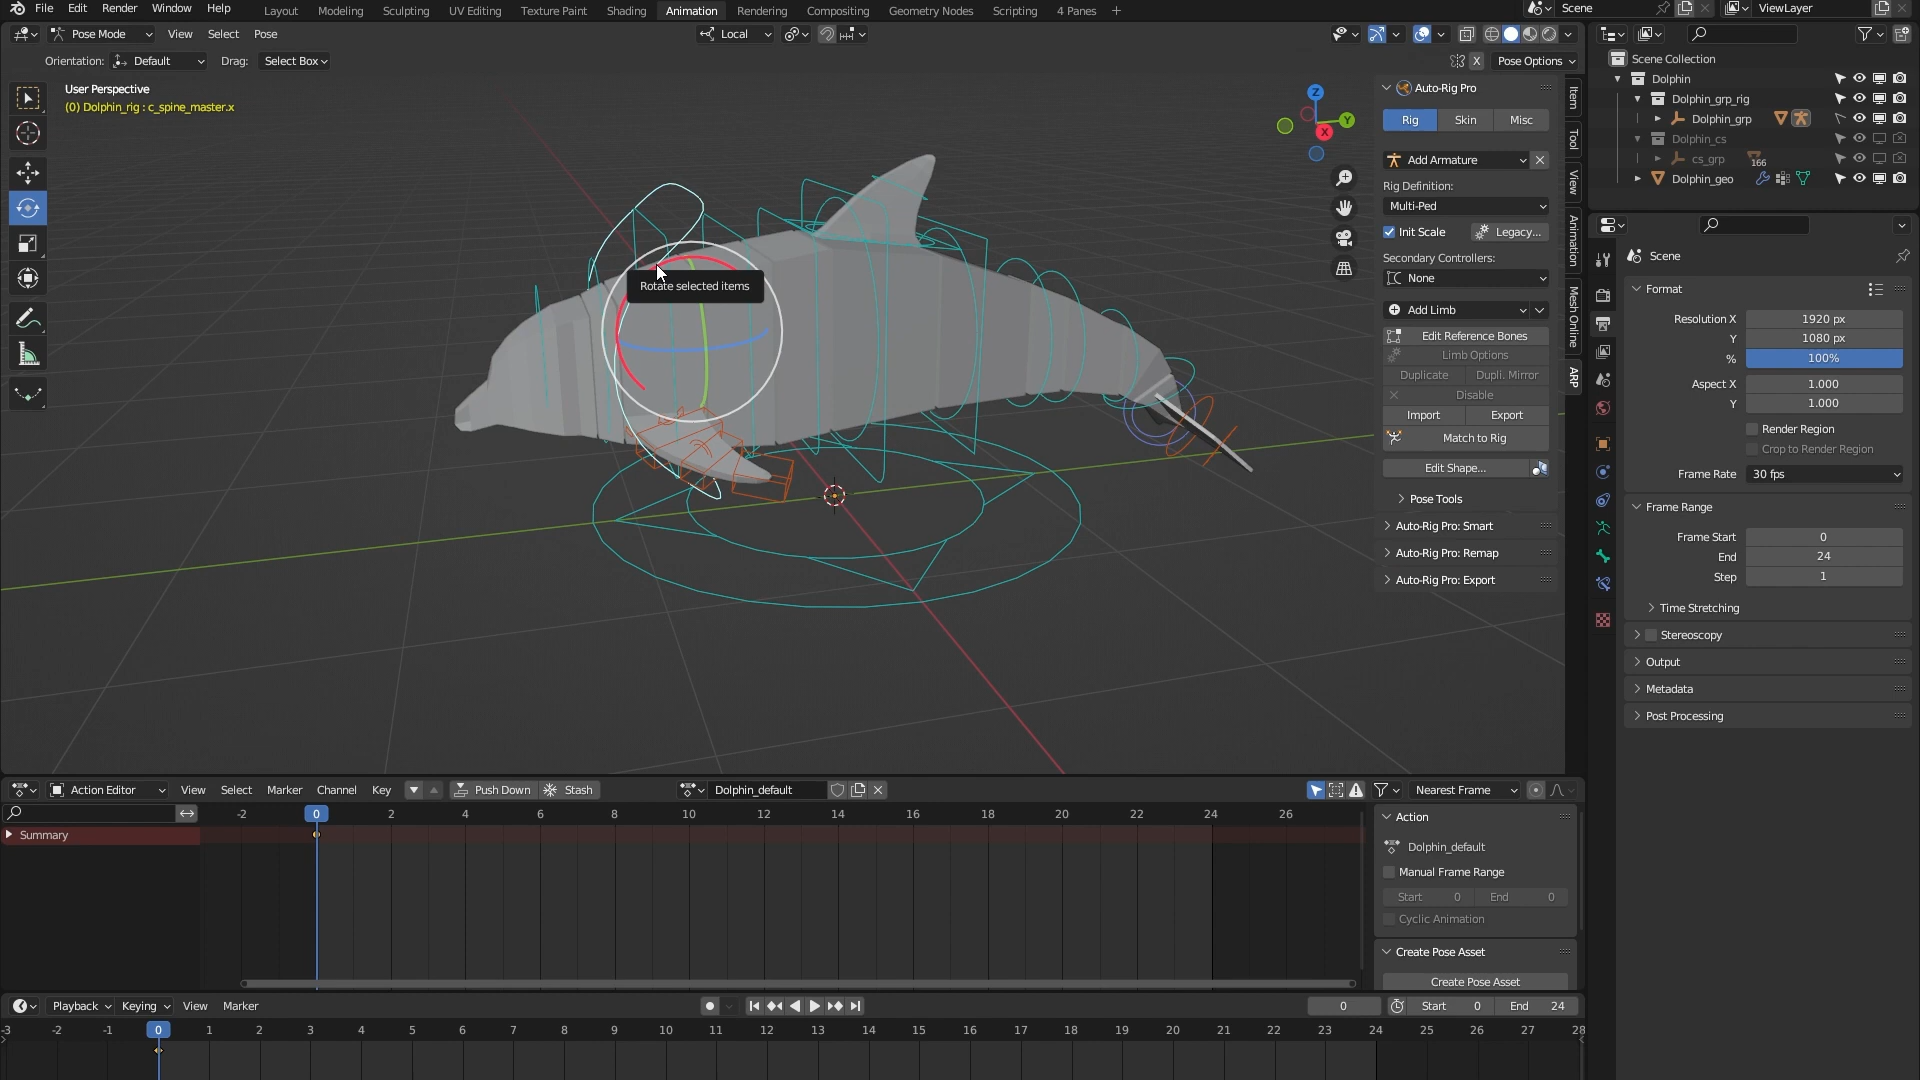 File Edit Render Window Help Layout Modeling Sculpting UV Editing Texture Paint Shading Animation Rendering Compositing Geometry Nodes Scripting 4 Panes + Scene ViewLayer
Pose Mode View Select Pose Local
Orientation: Default Drag: Select Box X Pose Options
User Perspective
(0) Dolphin_rig : c_spine_master.x
Rotate selected items
Z
Y
X
Auto-Rig Pro
Rig Skin Misc
Add Armature
Rig Definition:
Multi-Ped
Init Scale Legacy...
Secondary Controllers:
None
Add Limb
Edit Reference Bones
Limb Options
Duplicate Dupli. Mirror
Disable
Import Export
Match to Rig
Edit Shape...
Pose Tools
Auto-Rig Pro: Smart
Auto-Rig Pro: Remap
Auto-Rig Pro: Export
Item
Tool
View
Animation
Mesh Online
ARP
Scene Collection
Dolphin
Dolphin_grp_rig
Dolphin_grp
Dolphin_cs
cs_grp 166
Dolphin_geo
Scene
Format
Resolution X 1920 px
Y 1080 px
% 100%
Aspect X 1.000
Y 1.000
Render Region
Crop to Render Region
Frame Rate 30 fps
Frame Range
Frame Start 0
End 24
Step 1
Time Stretching
Stereoscopy
Output
Metadata
Post Processing
Action Editor View Select Marker Channel Key Push Down Stash Dolphin_default Nearest Frame
-2 0 2 4 6 8 10 12 14 16 18 20 22 24 26
Summary
Action
Dolphin_default
Manual Frame Range
Start 0 End 0
Cyclic Animation
Create Pose Asset
Create Pose Asset
Playback Keying View Marker 0 Start 0 End 24
-3 -2 -1 0 1 2 3 4 5 6 7 8 9 10 11 12 13 14 15 16 17 18 19 20 21 22 23 24 25 26 27 28